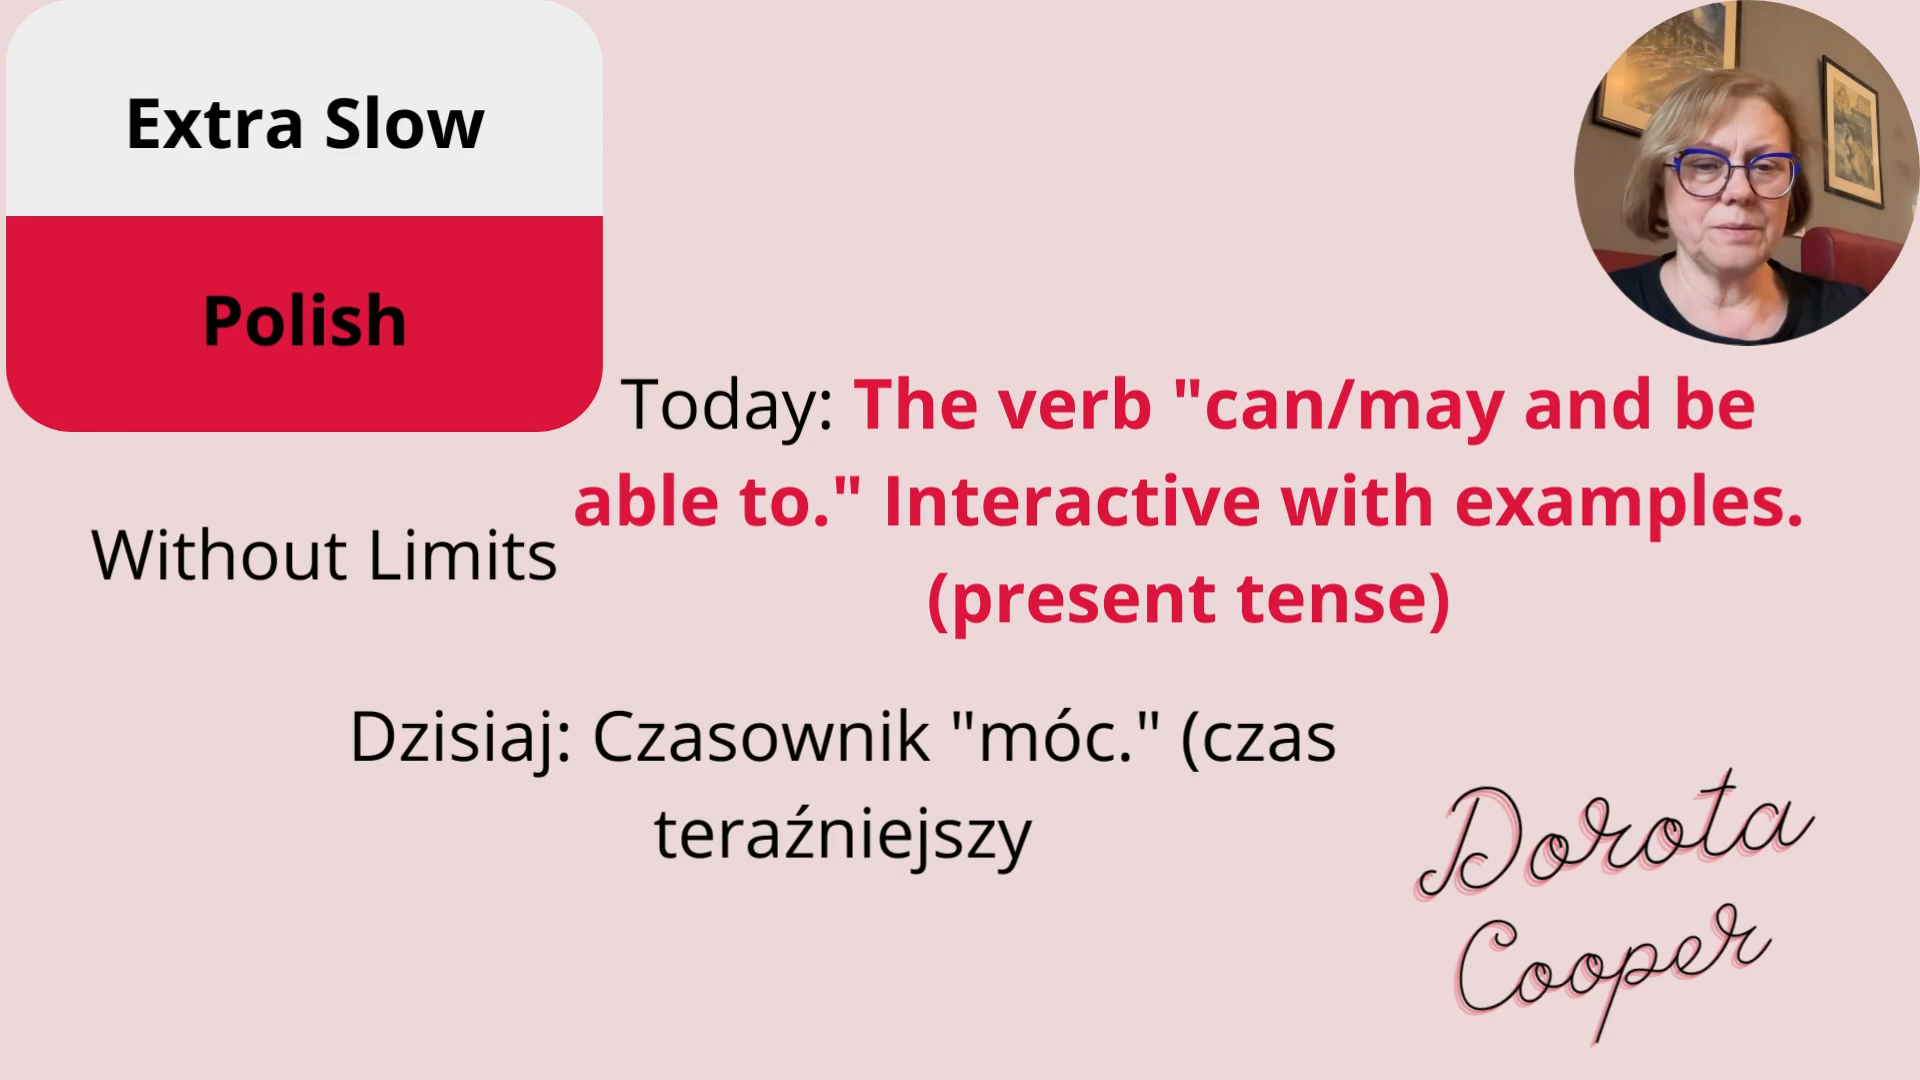 Extra Slow
Polish
Without Limits
Today: The verb "can/may and be
able to." Interactive with examples.
(present tense)
Dzisiaj: Czasownik "móc." (czas
teraźniejszy
Dorota
Cooper